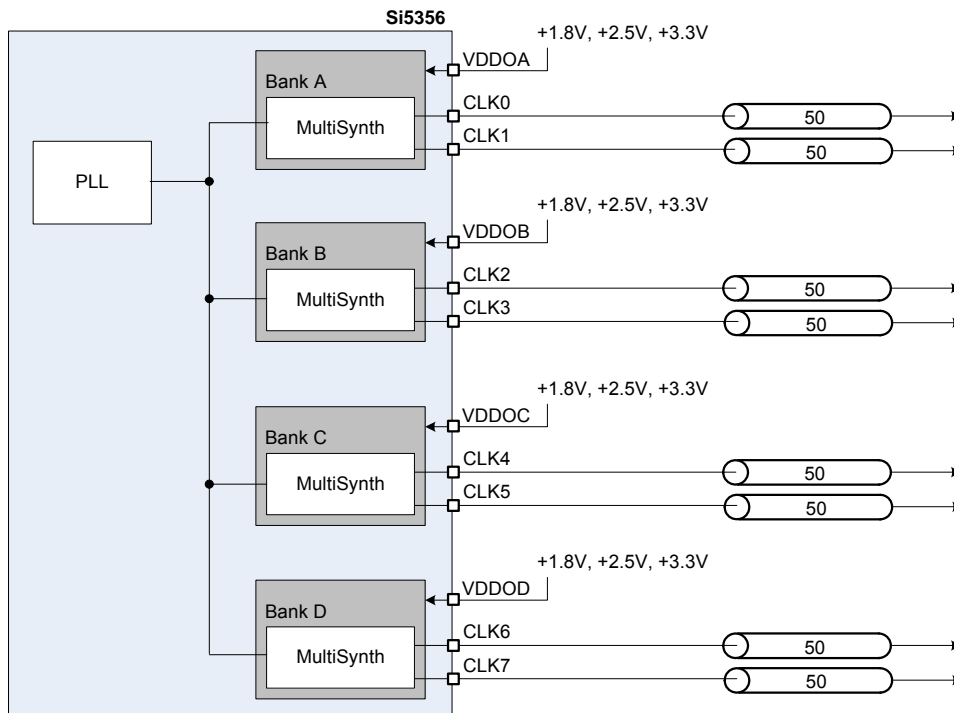 Si5356
+1.8V, +2.5V, +3.3V
VDDOA
Bank A
CLK0
MultiSynth
50
CLK1
50
PLL
+1.8V, +2.5V, +3.3V
VDDOB
Bank B
CLK2
MultiSynth
50
CLK3
50
+1.8V, +2.5V, +3.3V
VDDOC
Bank C
CLK4
MultiSynth
50
CLK5
50
+1.8V, +2.5V, +3.3V
VDDOD
Bank D
CLK6
MultiSynth
50
CLK7
50